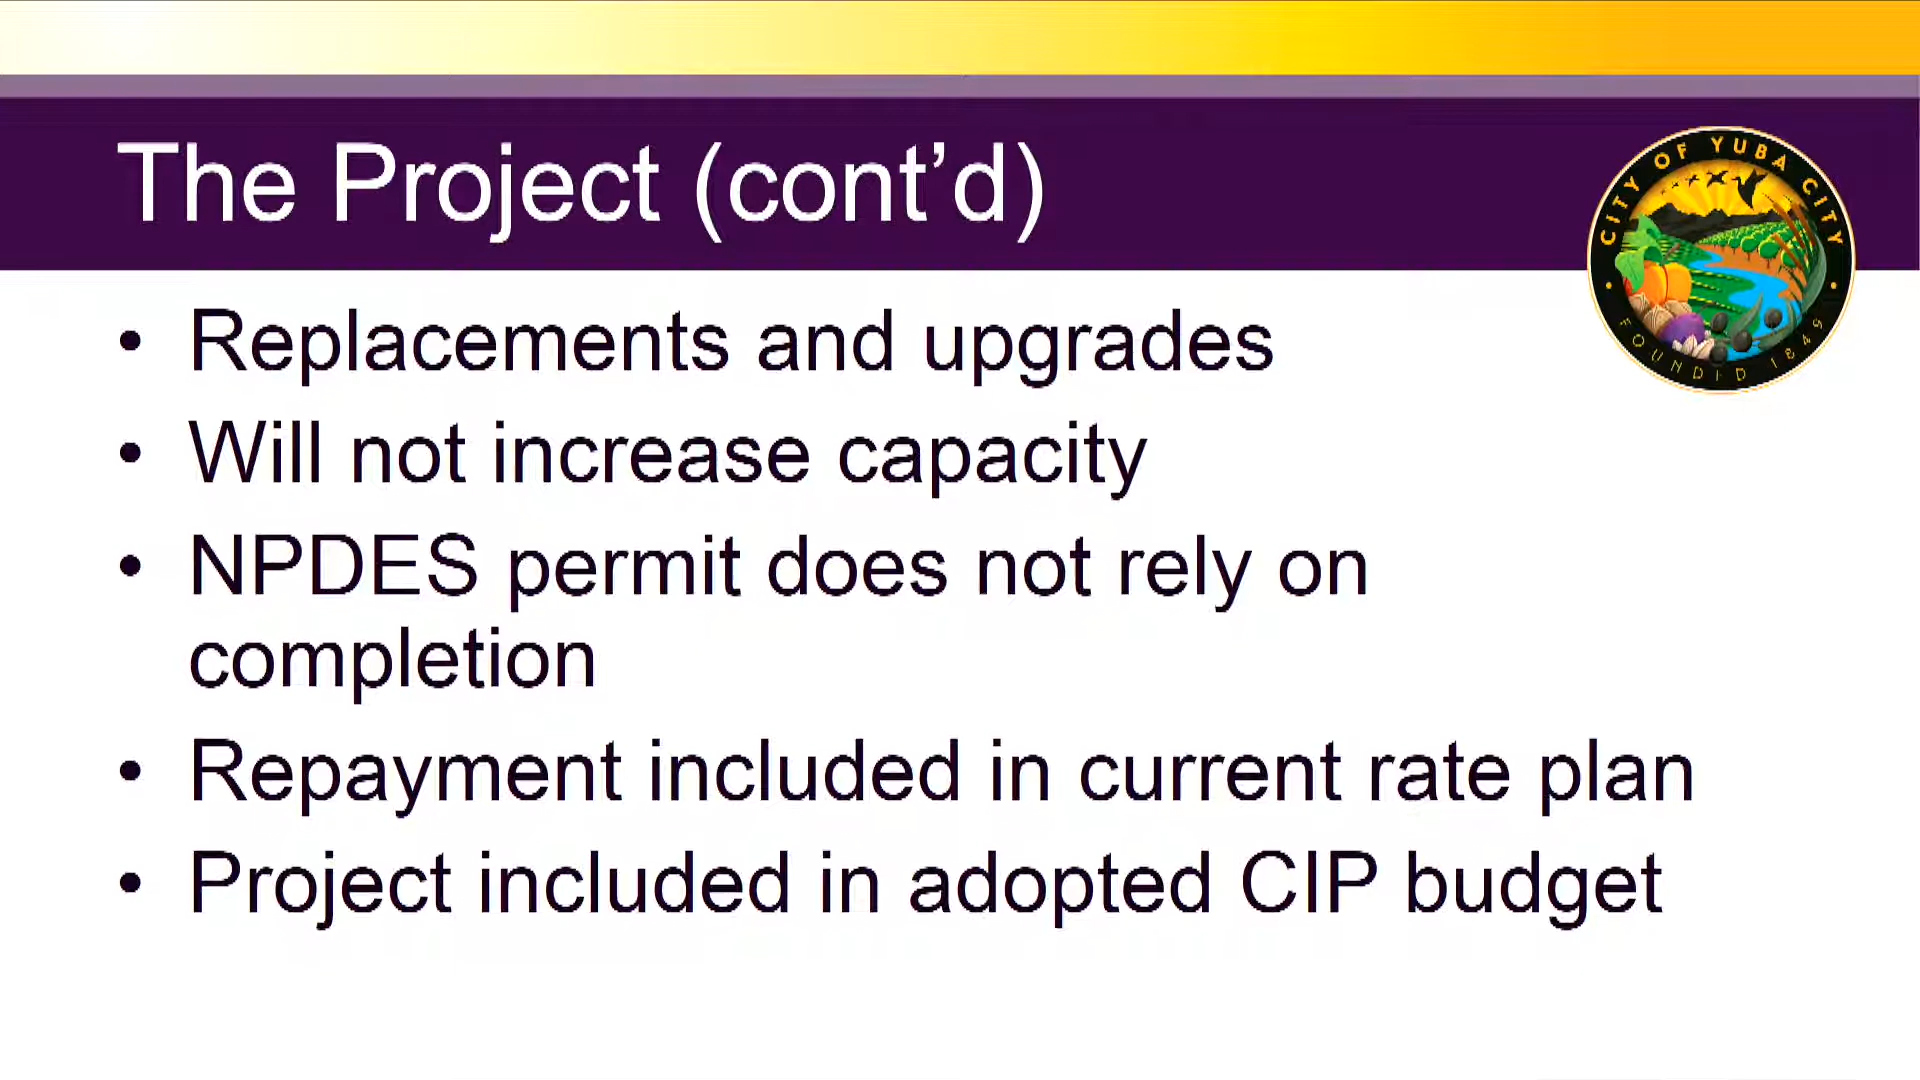 The Project (cont’d)
CITY OF YUBA CITY
FOUNDED 1849
• Replacements and upgrades
• Will not increase capacity
• NPDES permit does not rely on
completion
• Repayment included in current rate plan
• Project included in adopted CIP budget